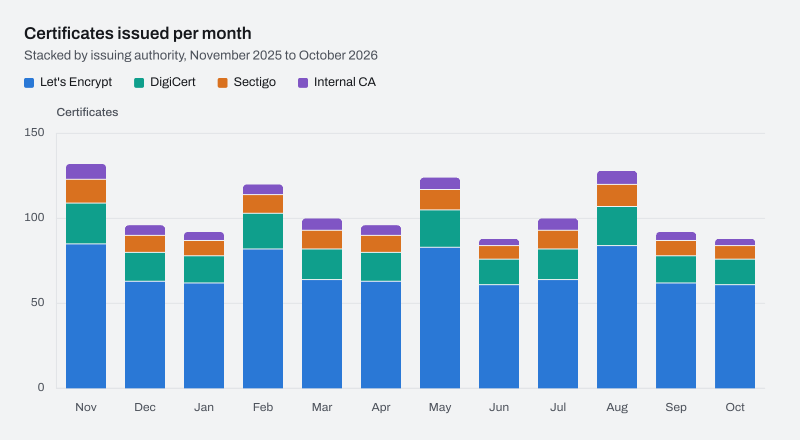 Certificates issued per month
Stacked by issuing authority, November 2025 to October 2026
Let's Encrypt DigiCert Sectigo Internal CA
Certificates
150
100
50
0
Nov Dec Jan Feb Mar Apr May Jun Jul Aug Sep Oct